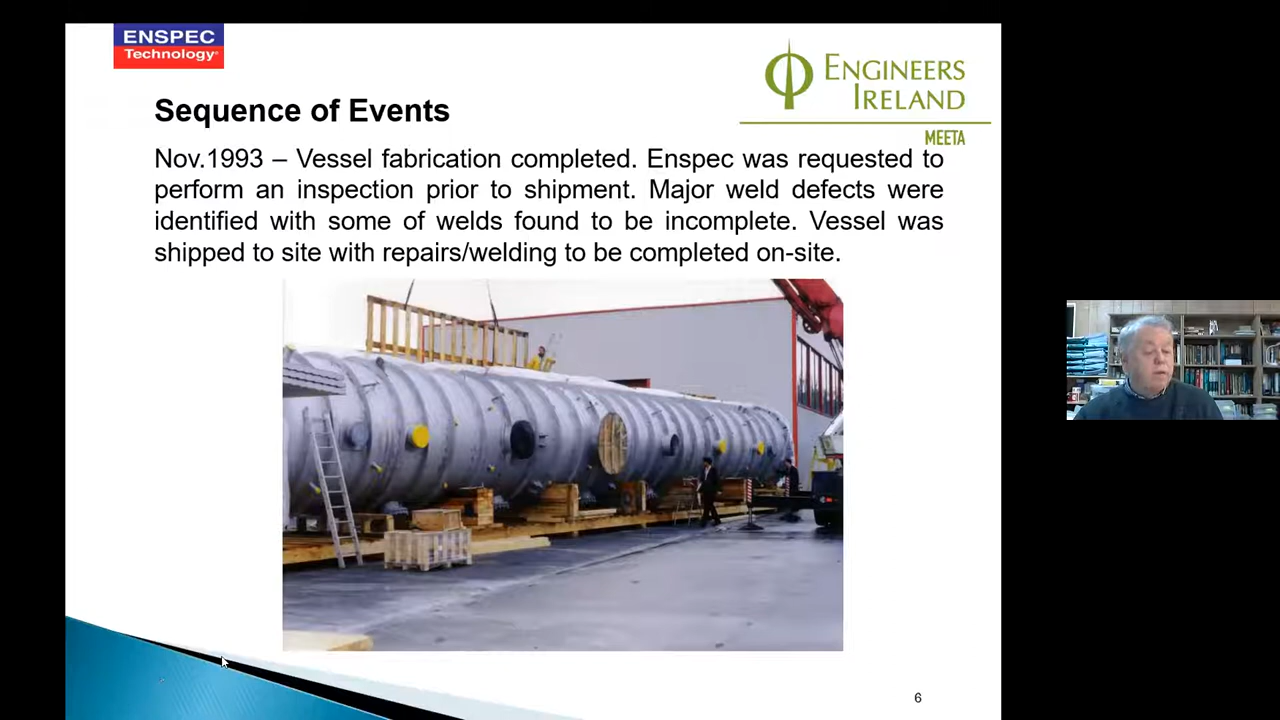 ENSPEC
Technology
ENGINEERS
IRELAND
MEETA
Sequence of Events
Nov.1993 – Vessel fabrication completed. Enspec was requested to
perform an inspection prior to shipment. Major weld defects were
identified with some of welds found to be incomplete. Vessel was
shipped to site with repairs/welding to be completed on-site.
6